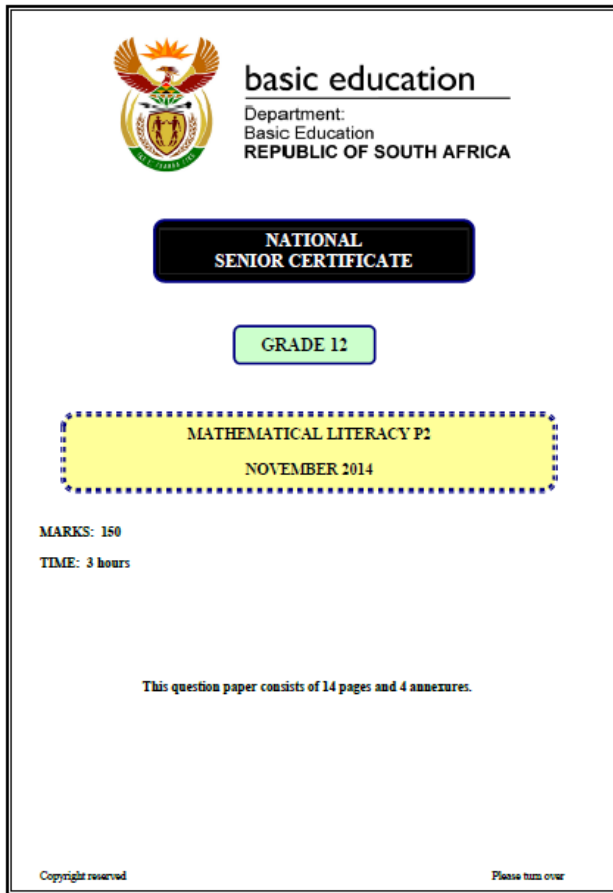 basic education
Department:
Basic Education
REPUBLIC OF SOUTH AFRICA
NATIONAL
SENIOR CERTIFICATE
GRADE 12
MATHEMATICAL LITERACY P2
NOVEMBER 2014
MARKS: 150
TIME: 3 hours
This question paper consists of 14 pages and 4 annexures.
Copyright reserved
Please turn over